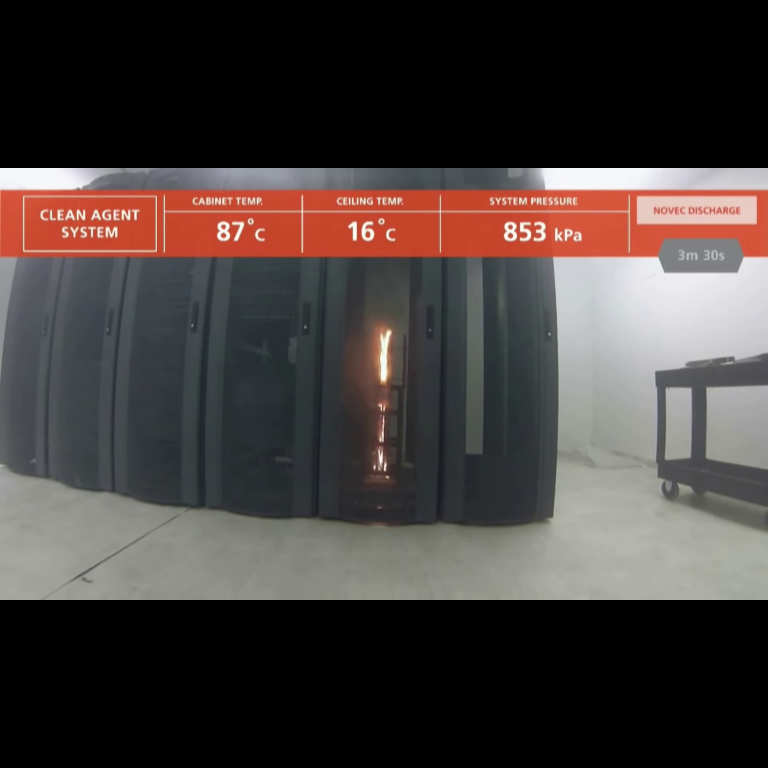 CLEAN AGENT
SYSTEM
CABINET TEMP.
87°C
CEILING TEMP.
16°C
SYSTEM PRESSURE
853 kPa
NOVEC DISCHARGE
3m 30s